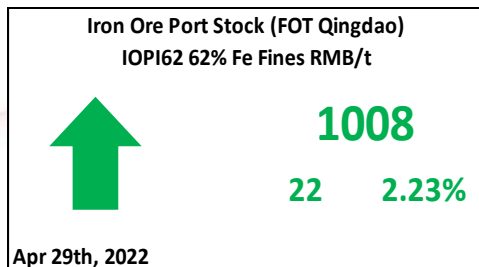 Iron Ore Port Stock (FOT Qingdao)
IOPI62 62% Fe Fines RMB/t
1008
22 2.23%
Apr 29th, 2022